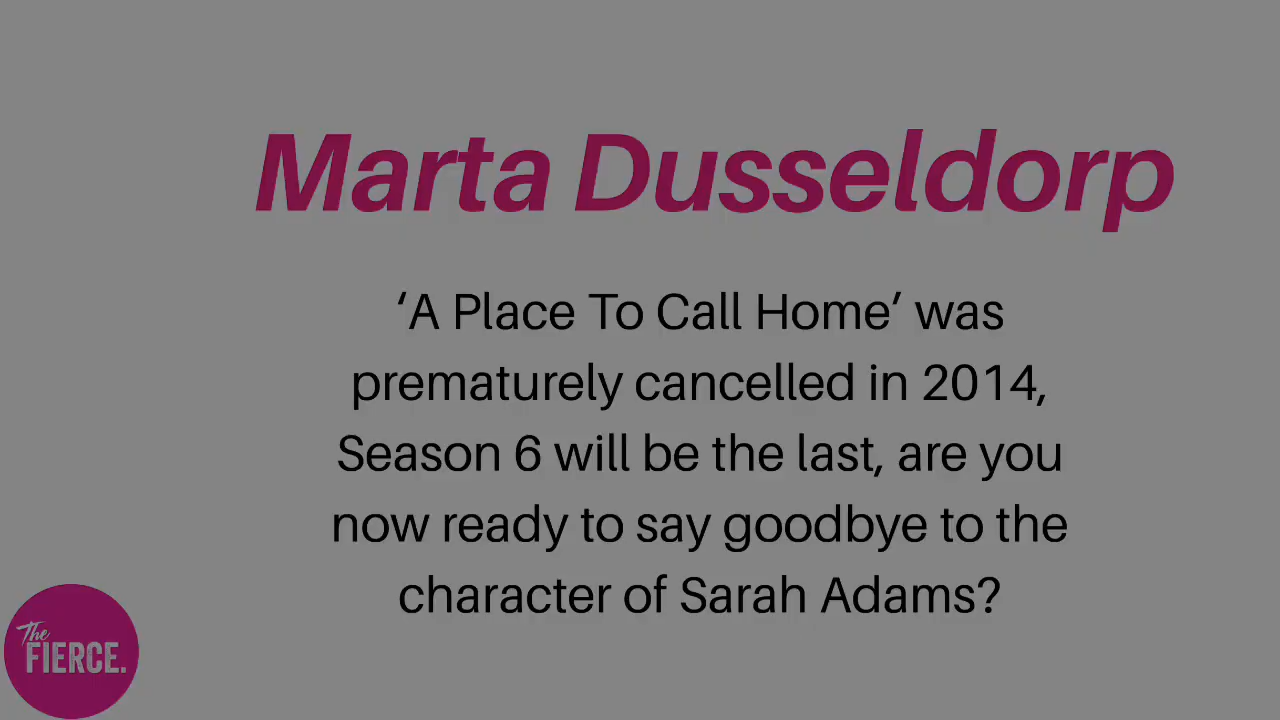 Marta Dusseldorp
‘A Place To Call Home’ was
prematurely cancelled in 2014,
Season 6 will be the last, are you
now ready to say goodbye to the
character of Sarah Adams?
The
FIERCE.